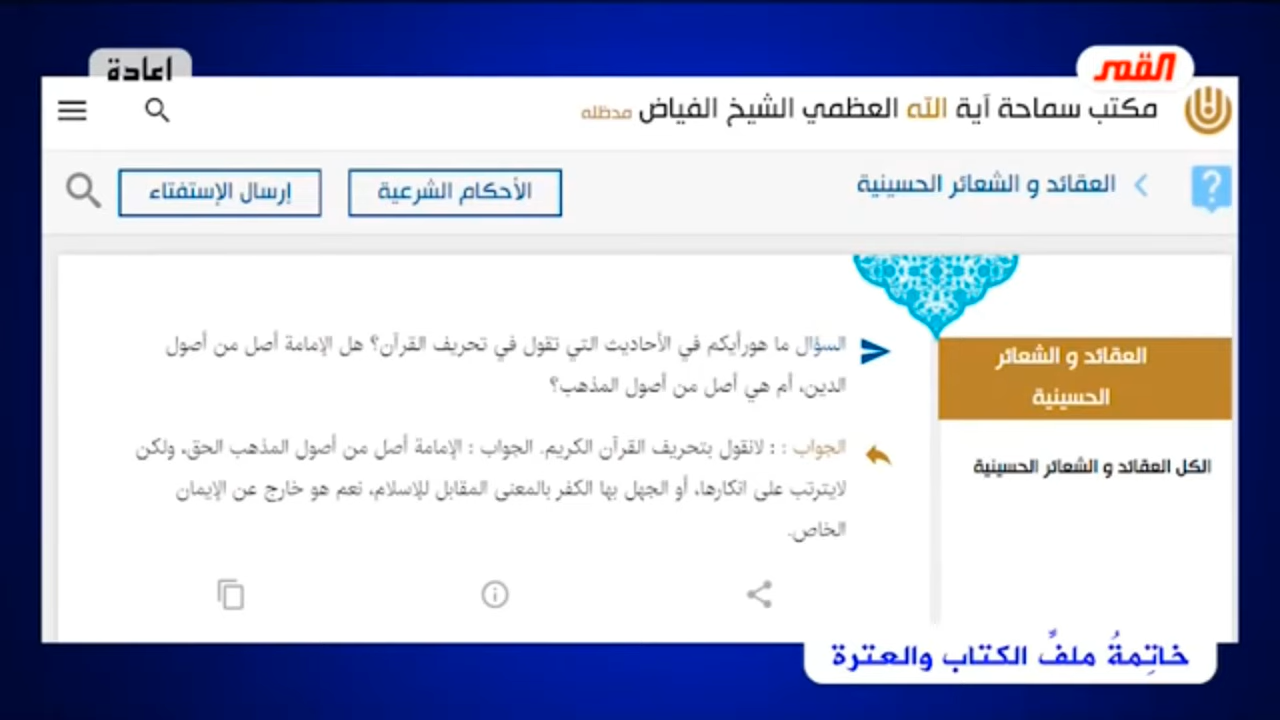 إعادة
القمر
مكتب سماحة آية الله العظمي الشيخ الفياض مدظله
العقائد و الشعائر الحسينية
الأحكام الشرعية
إرسال الإستفتاء
العقائد و الشعائر
الحسينية
الكل العقائد و الشعائر الحسينية
السؤال ما هورأيكم في الأحاديث التي تقول في تحريف القرآن؟ هل الإمامة أصل من أصول
الدين، أم هي أصل من أصول المذهب؟
الجواب : : لانقول بتحريف القرآن الكريم. الجواب : الإمامة أصل من أصول المذهب الحق، ولكن
لايترتب على انكارها، أو الجهل بها الكفر بالمعنى المقابل للإسلام، نعم هو خارج عن الإيمان
الخاص.
خاتِمةُ ملفِّ الكتاب والعترة